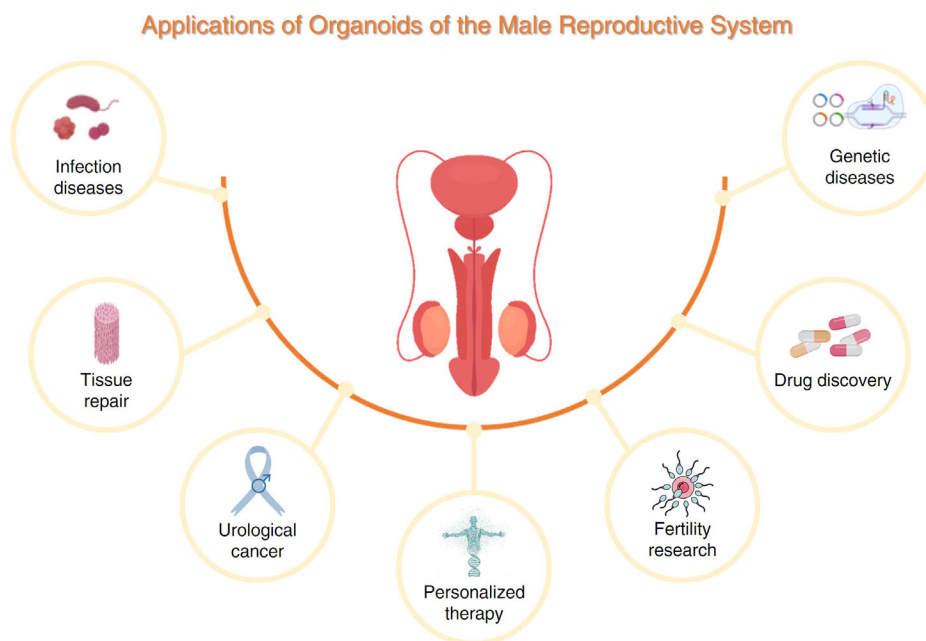 Applications of Organoids of the Male Reproductive System
Infection
diseases
Genetic
diseases
Tissue
repair
Drug discovery
Urological
cancer
Fertility
research
Personalized
therapy